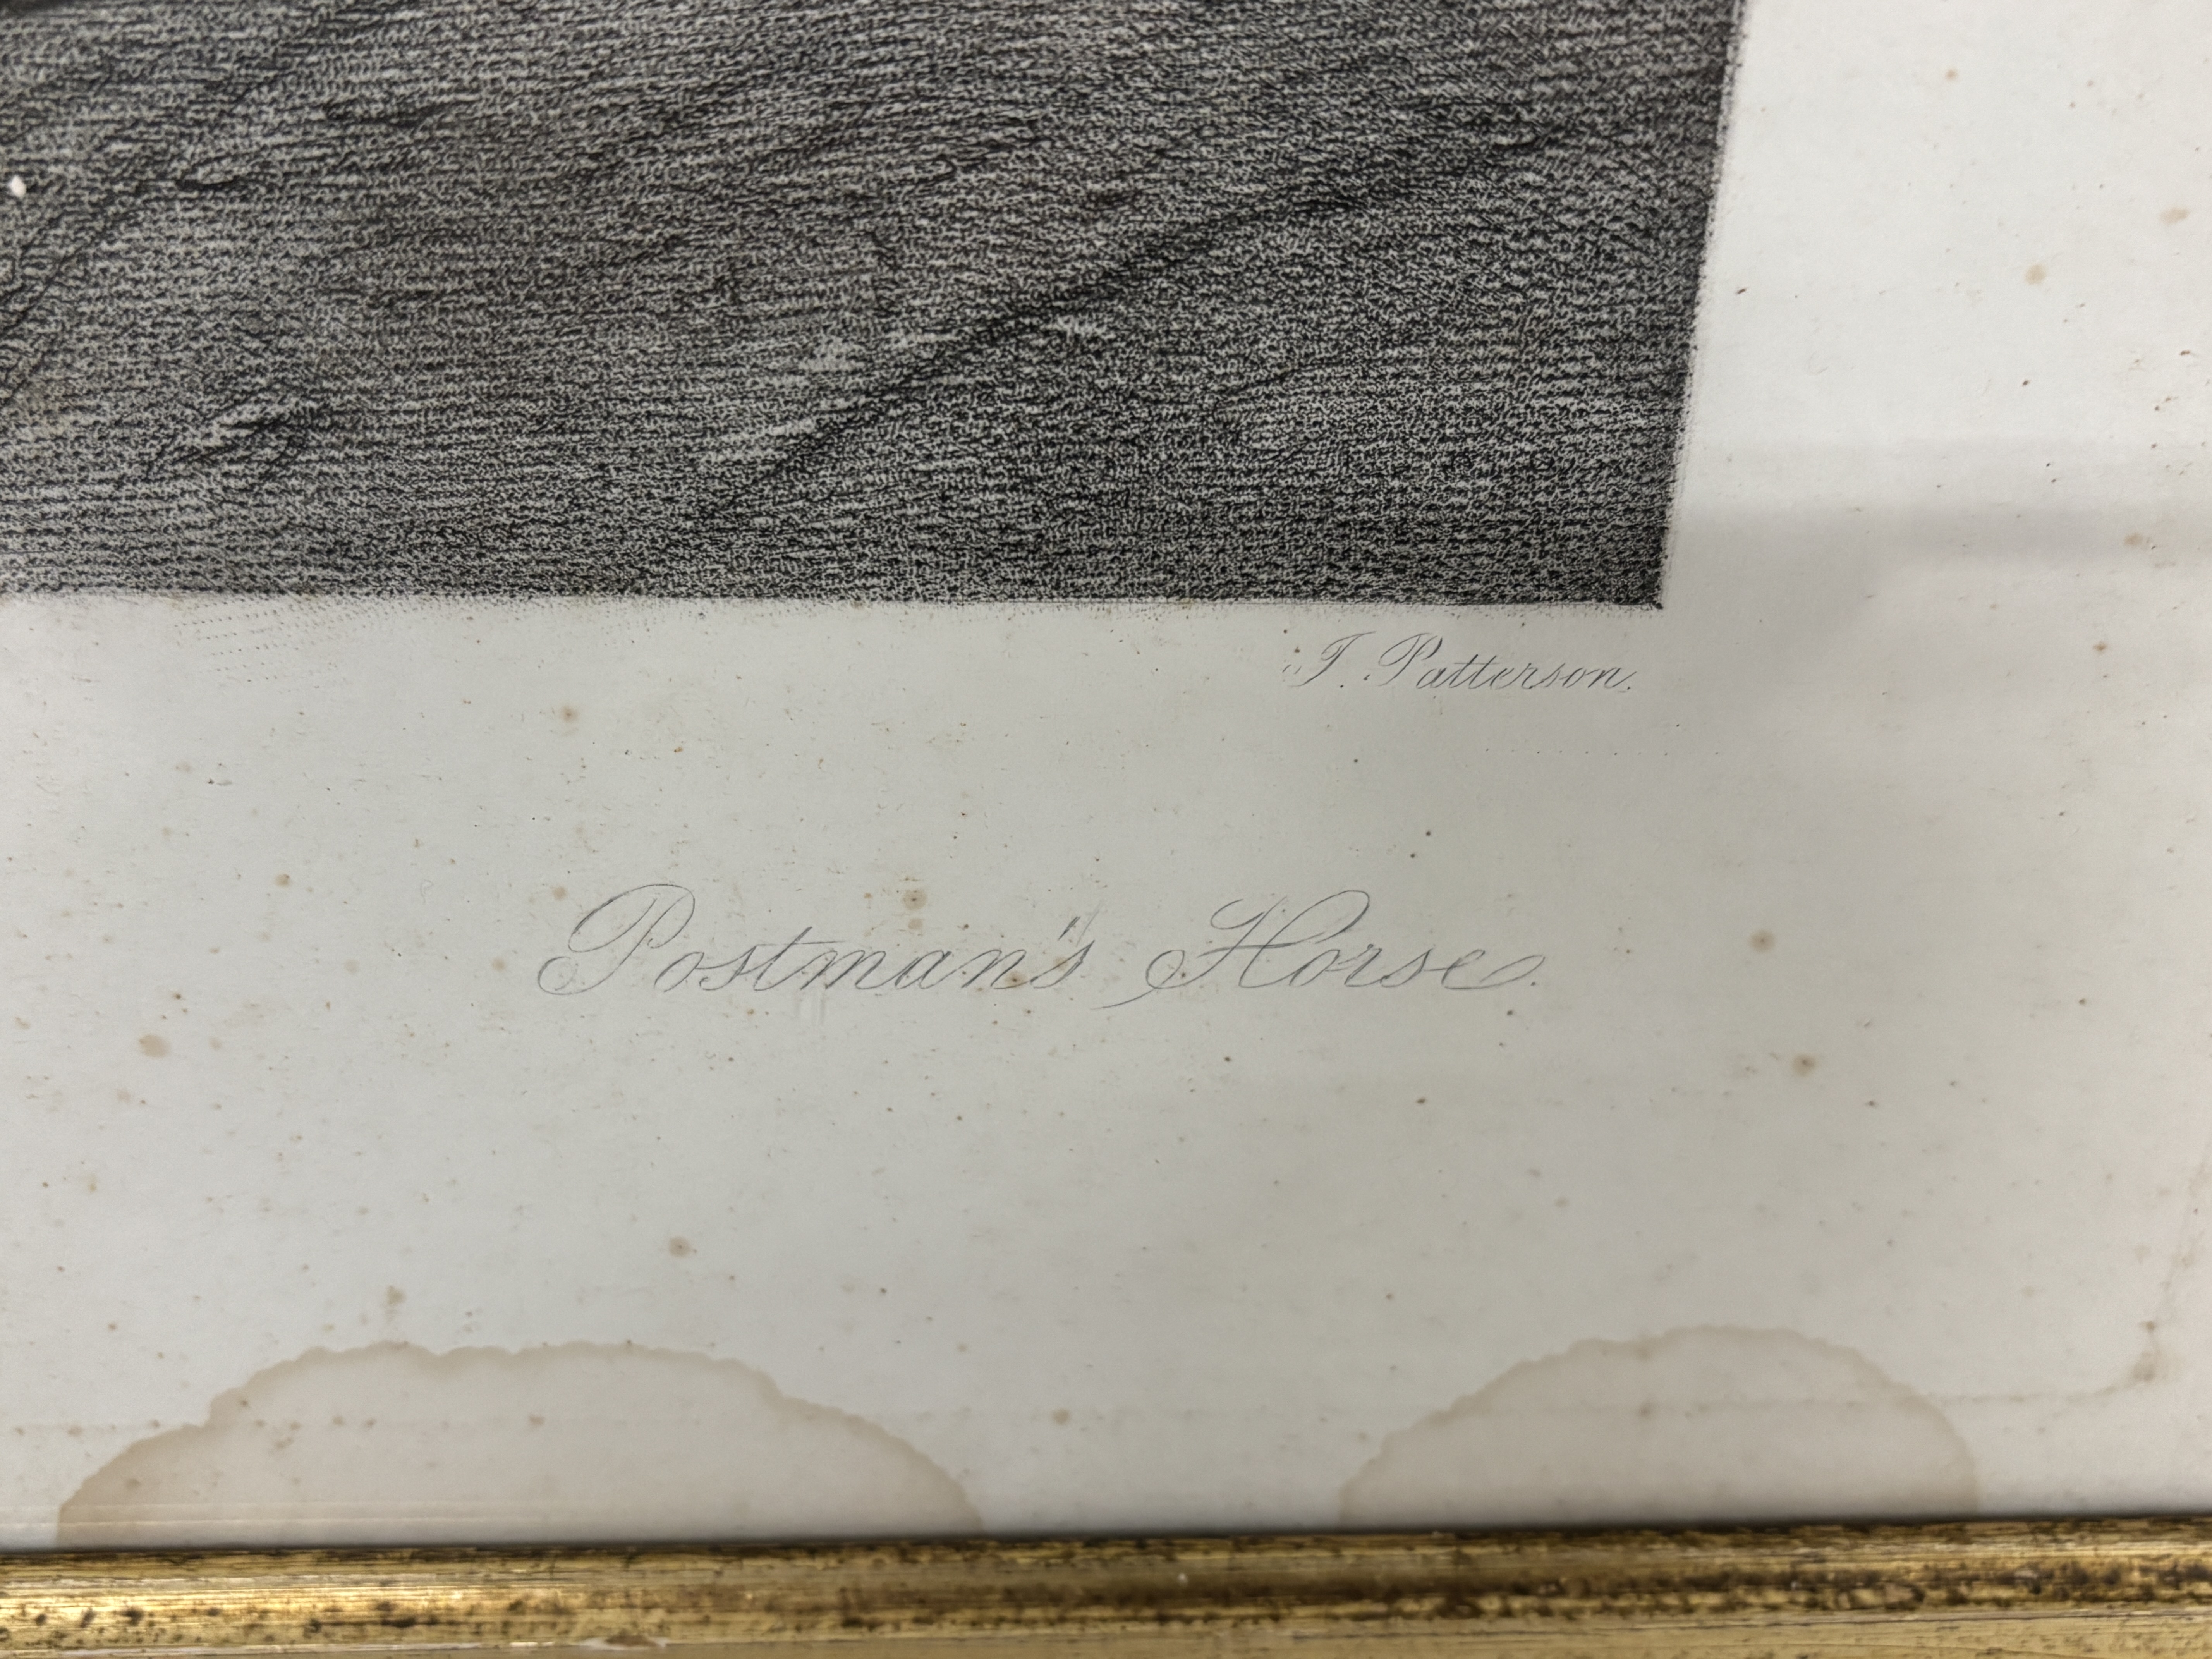 T. Patterson.
Postman's Horse.